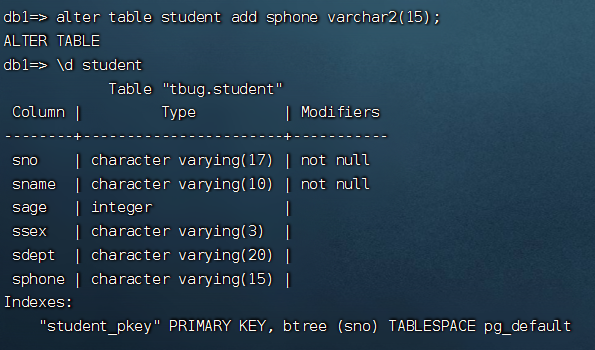 db1=> alter table student add sphone varchar2(15);
ALTER TABLE
db1=> \d student
            Table "tbug.student"
 Column |         Type          | Modifiers
--------+-----------------------+-----------
 sno    | character varying(17) | not null
 sname  | character varying(10) | not null
 sage   | integer               |
 ssex   | character varying(3)  |
 sdept  | character varying(20) |
 sphone | character varying(15) |
Indexes:
    "student_pkey" PRIMARY KEY, btree (sno) TABLESPACE pg_default